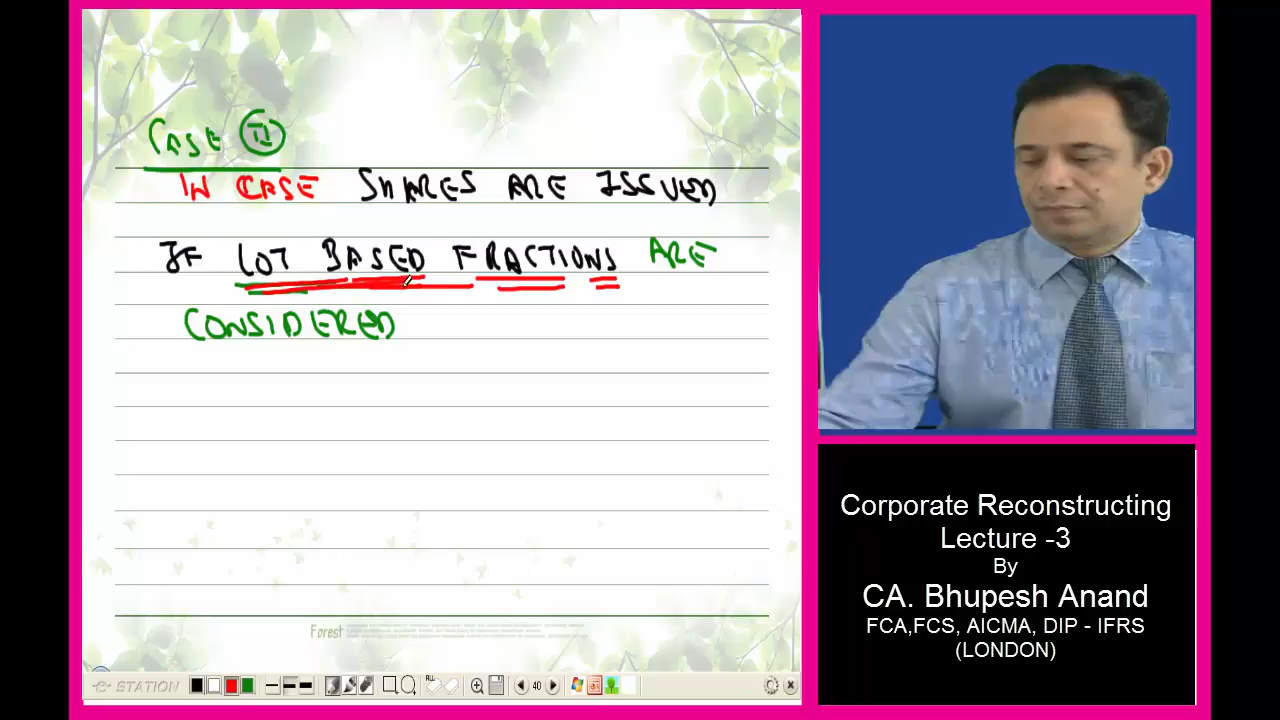 CASE II
IN CASE SHARES ARE ISSUED
IF LOT BASED FRACTIONS ARE
CONSIDERED
Forest
e-STATION
40
Corporate Reconstructing
Lecture -3
By
CA. Bhupesh Anand
FCA,FCS, AICMA, DIP - IFRS
(LONDON)